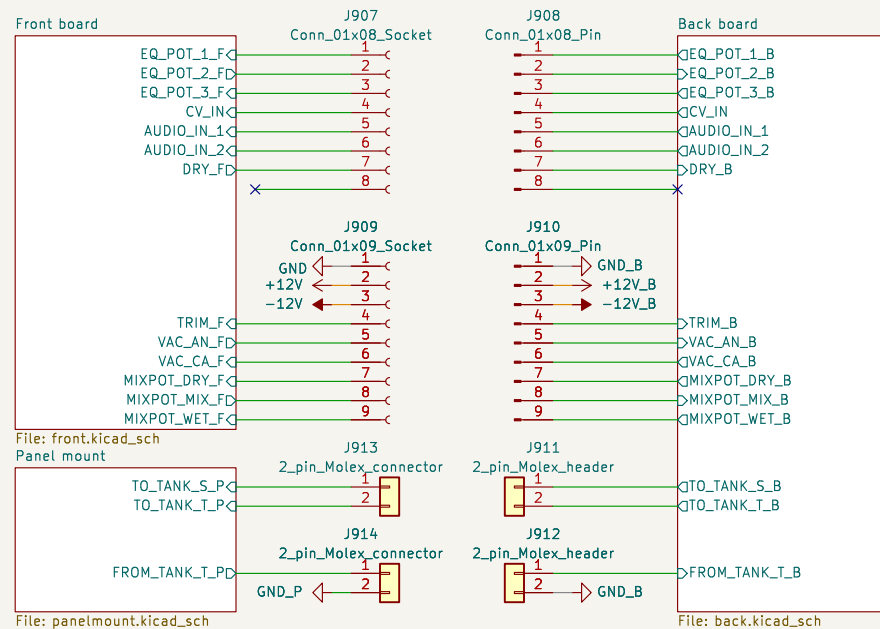 Front board
J907
Conn_01x08_Socket
J908
Conn_01x08_Pin
Back board
EQ_POT_1_F 1 1 EQ_POT_1_B
EQ_POT_2_F 2 2 EQ_POT_2_B
EQ_POT_3_F 3 3 EQ_POT_3_B
CV_IN 4 4 CV_IN
AUDIO_IN_1 5 5 AUDIO_IN_1
AUDIO_IN_2 6 6 AUDIO_IN_2
DRY_F 7 7 DRY_B
8 8
J909
Conn_01x09_Socket
J910
Conn_01x09_Pin
GND 1 1 GND_B
+12V 2 2 +12V_B
-12V 3 3 -12V_B
TRIM_F 4 4 TRIM_B
VAC_AN_F 5 5 VAC_AN_B
VAC_CA_F 6 6 VAC_CA_B
MIXPOT_DRY_F 7 7 MIXPOT_DRY_B
MIXPOT_MIX_F 8 8 MIXPOT_MIX_B
MIXPOT_WET_F 9 9 MIXPOT_WET_B
File: front.kicad_sch
Panel mount
J913
2_pin_Molex_connector
J911
2_pin_Molex_header
TO_TANK_S_P 1 1 TO_TANK_S_B
TO_TANK_T_P 2 2 TO_TANK_T_B
J914
2_pin_Molex_connector
J912
2_pin_Molex_header
FROM_TANK_T_P 1 1 FROM_TANK_T_B
GND_P 2 2 GND_B
File: panelmount.kicad_sch
File: back.kicad_sch